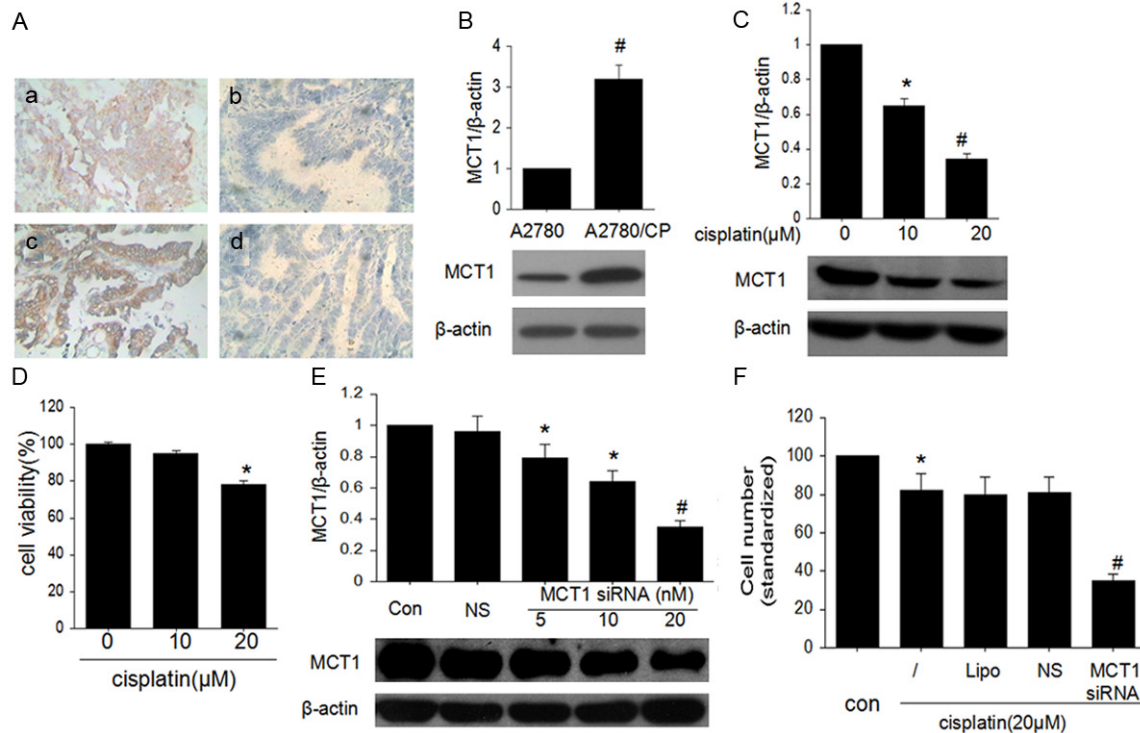 A
a
b
c
d
B
MCT1/β-actin
5
4
3
2
1
0
#
A2780
A2780/CP
MCT1
β-actin
C
MCT1/β-actin
1.2
1
0.8
0.6
0.4
0.2
0
*
#
cisplatin(μM)
0
10
20
MCT1
β-actin
D
cell viability(%)
120
100
80
60
40
20
0
*
0
10
20
cisplatin(μM)
E
MCT1/β-actin
1.2
1
0.8
0.6
0.4
0.2
0
*
*
#
Con
NS
MCT1 siRNA (nM)
5
10
20
MCT1
β-actin
F
Cell number
(standardized)
120
100
80
60
40
20
0
*
#
con
/
Lipo
NS
MCT1
siRNA
cisplatin(20μM)